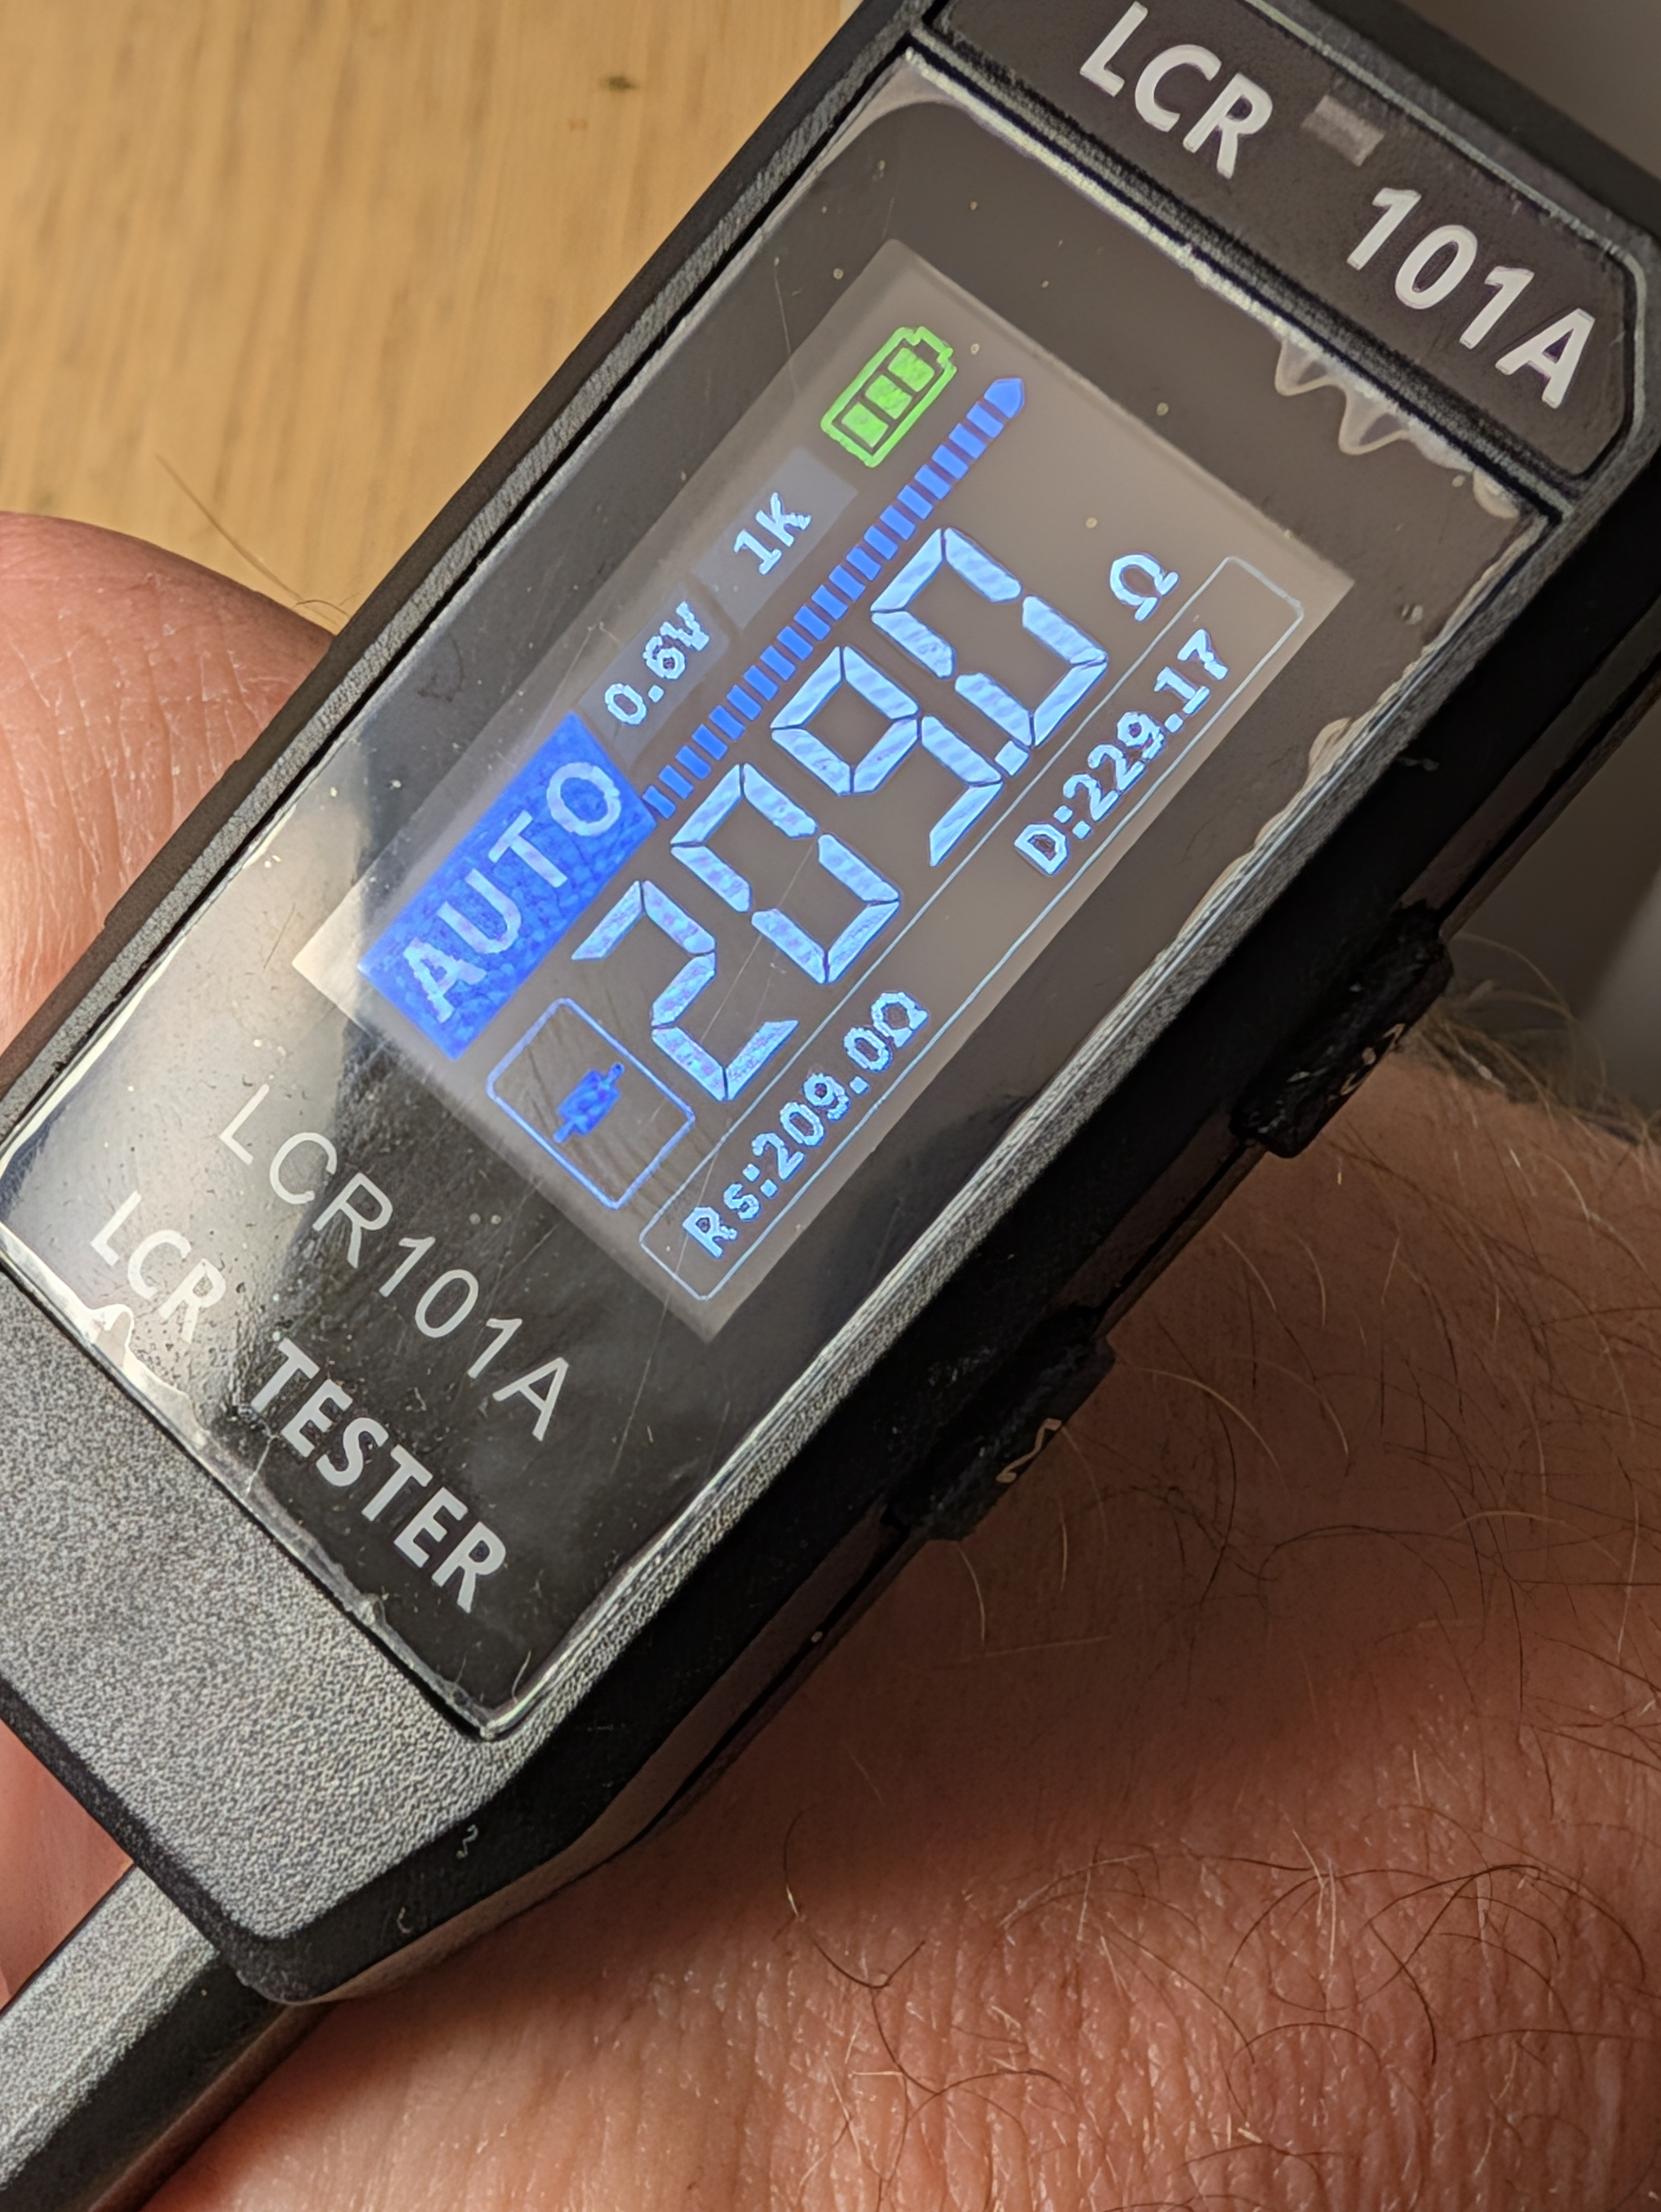 LCR 101A
AUTO 0.6V 1K
209.0 Ω
Rs:209.0Ω D:229.17
LCR101A
LCR TESTER